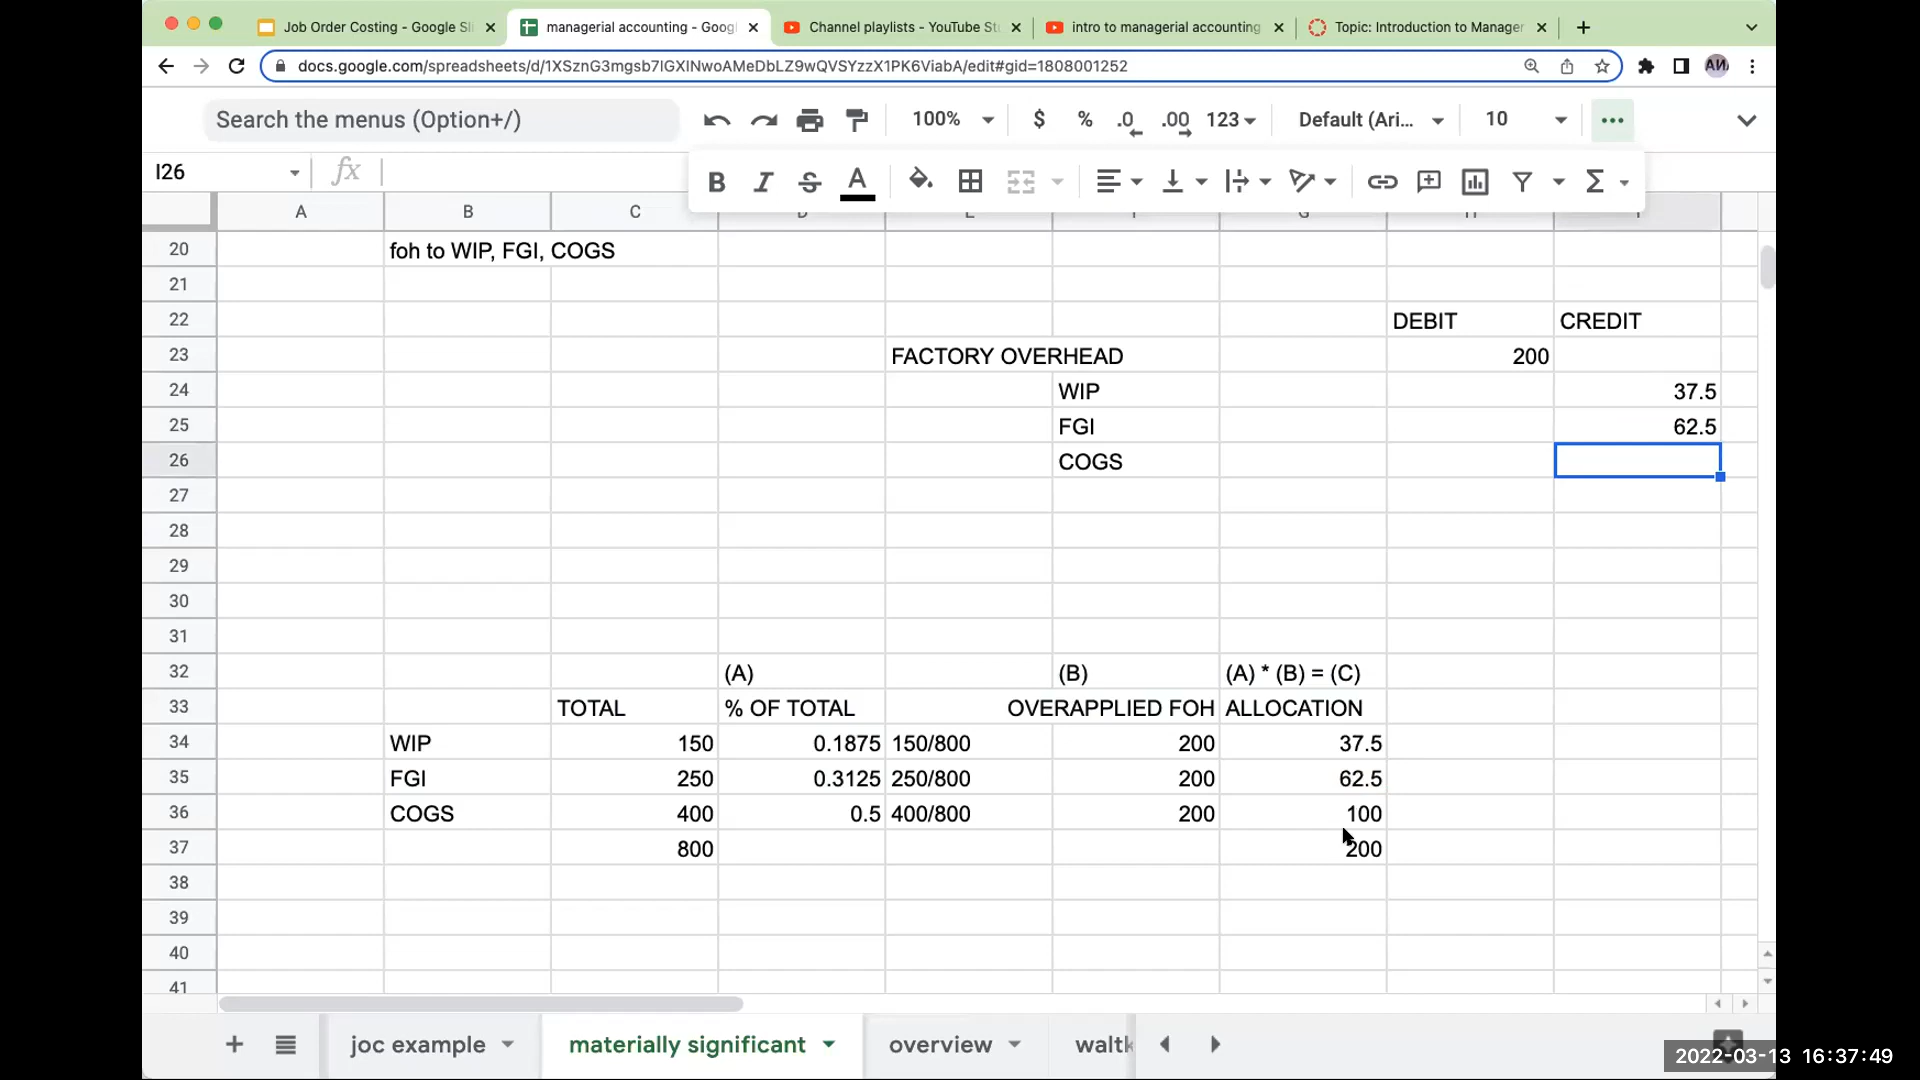 Job Order Costing - Google Sli
managerial accounting - Goog
Channel playlists - YouTube St
intro to managerial accounting
Topic: Introduction to Manager
docs.google.com/spreadsheets/d/1XSznG3mgsb7IGXINwoAMeDbLZ9wQVSYzzX1PK6ViabA/edit#gid=1808001252
Search the menus (Option+/)
100%
$ % .0 .00 123
Default (Ari...
10
I26
fx
B I S A
A B C
20 foh to WIP, FGI, COGS
21
22 DEBIT CREDIT
23 FACTORY OVERHEAD 200
24 WIP 37.5
25 FGI 62.5
26 COGS
27
28
29
30
31
32 (A) (B) (A) * (B) = (C)
33 TOTAL % OF TOTAL OVERAPPLIED FOH ALLOCATION
34 WIP 150 0.1875 150/800 200 37.5
35 FGI 250 0.3125 250/800 200 62.5
36 COGS 400 0.5 400/800 200 100
37 800 200
38
39
40
41
joc example
materially significant
overview
waltk
2022-03-13 16:37:49